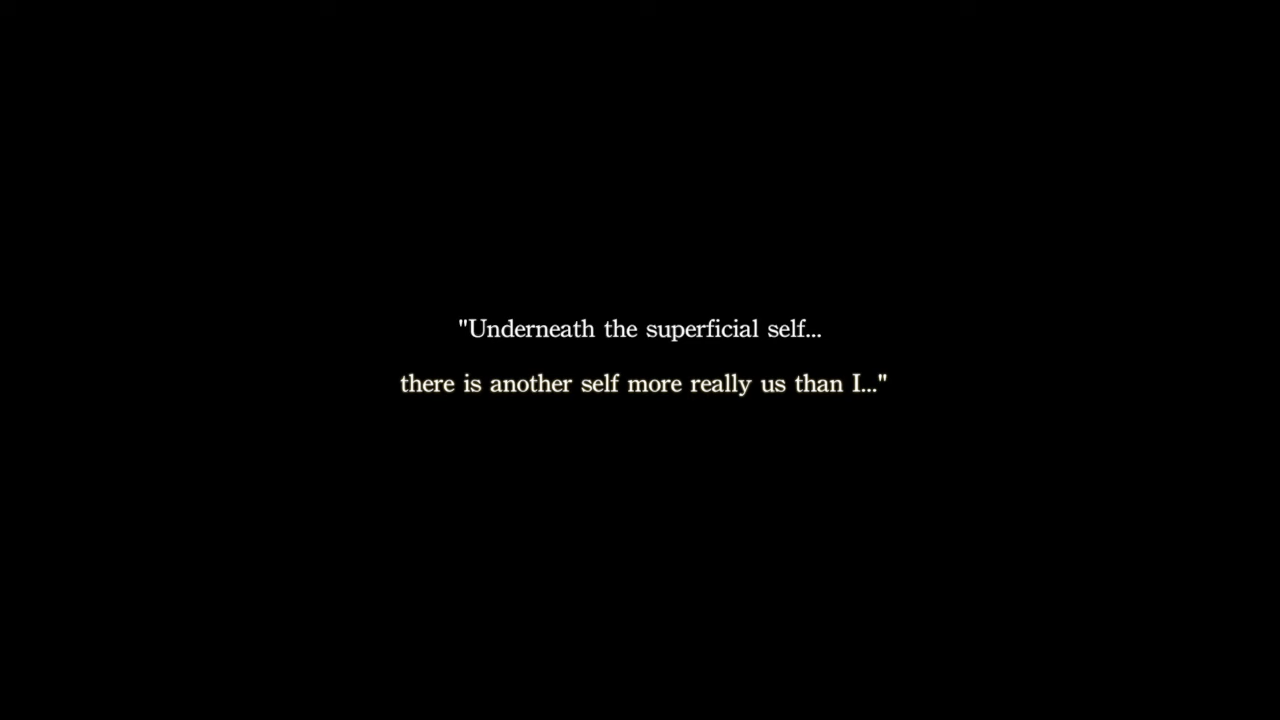 "Underneath the superficial self...
there is another self more really us than I..."